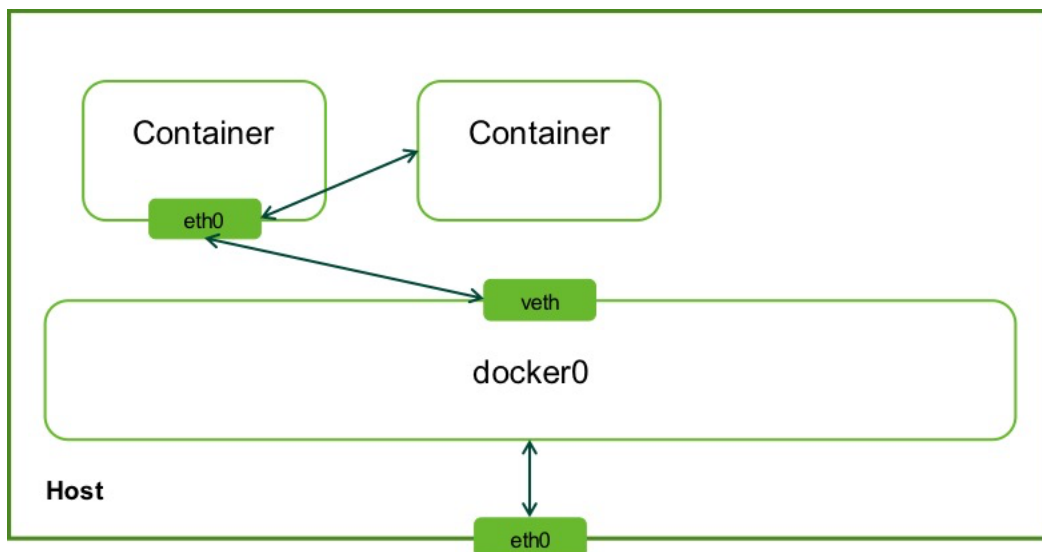 Container
Container
eth0
veth
docker0
Host
eth0